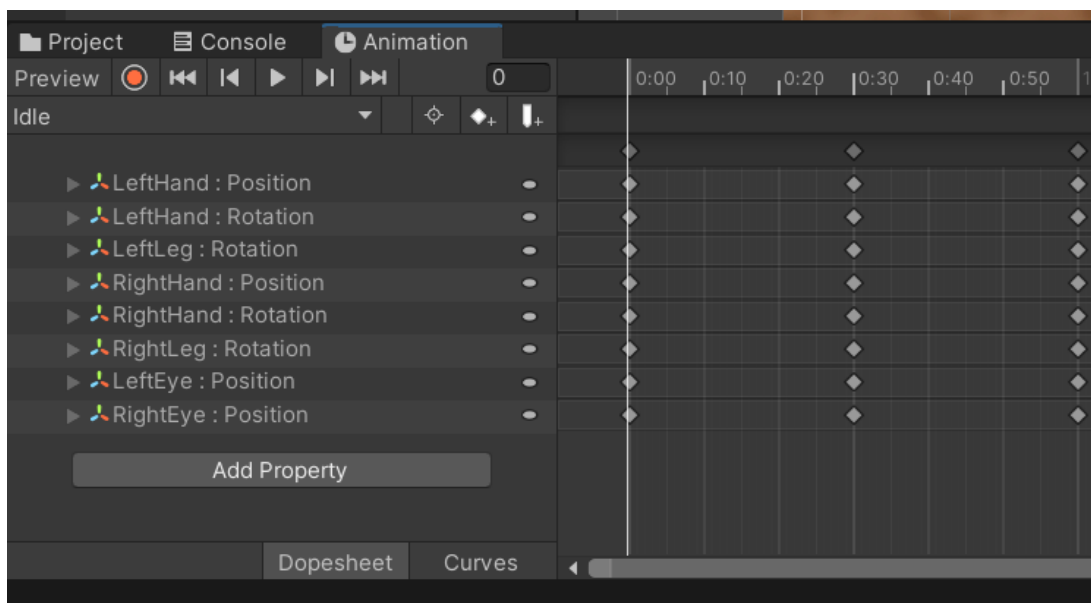 Project Console Animation
Preview 0 0:00 0:10 0:20 0:30 0:40 0:50 1
Idle
LeftHand : Position
LeftHand : Rotation
LeftLeg : Rotation
RightHand : Position
RightHand : Rotation
RightLeg : Rotation
LeftEye : Position
RightEye : Position
Add Property
Dopesheet Curves